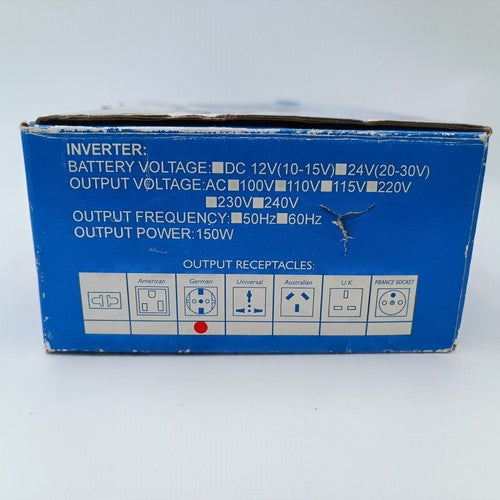 INVERTER:
BATTERY VOLTAGE:■DC 12V(10-15V)■24V(20-30V)
OUTPUT VOLTAGE:AC■100V■110V■115V■220V
■230V■240V
OUTPUT FREQUENCY:■50Hz■60Hz
OUTPUT POWER:150W
OUTPUT RECEPTACLES:
American German Universal Australian U.K. FRANCE SOCKET